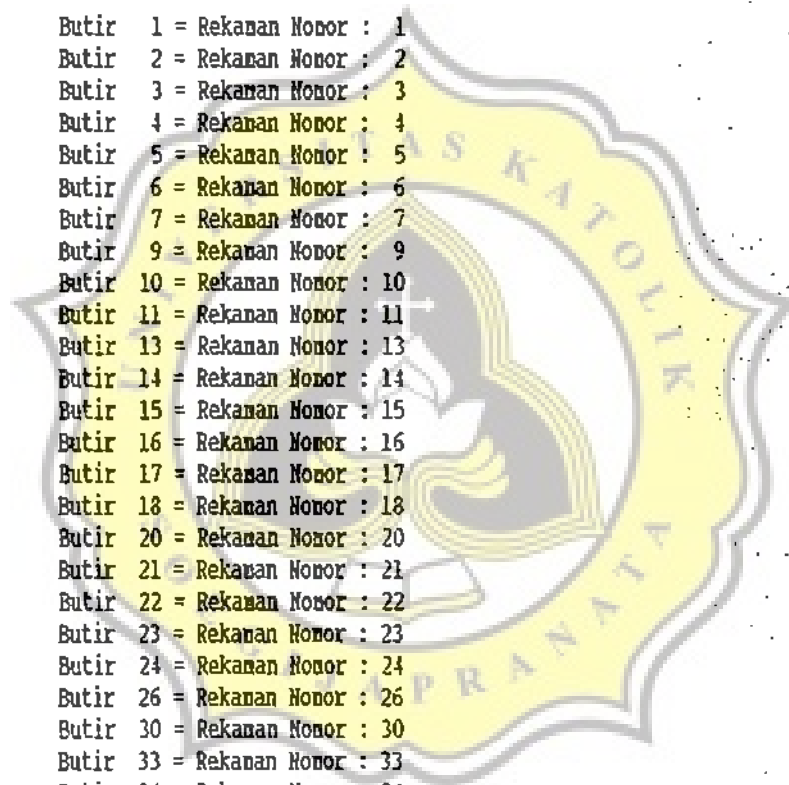 Butir 1 = Rekaman Nomor : 1
Butir 2 = Rekaman Nomor : 2
Butir 3 = Rekaman Nomor : 3
Butir 4 = Rekaman Nomor : 4
Butir 5 = Rekaman Nomor : 5
Butir 6 = Rekaman Nomor : 6
Butir 7 = Rekaman Nomor : 7
Butir 9 = Rekaman Nomor : 9
Butir 10 = Rekaman Nomor : 10
Butir 11 = Rekaman Nomor : 11
Butir 13 = Rekaman Nomor : 13
Butir 14 = Rekaman Nomor : 14
Butir 15 = Rekaman Nomor : 15
Butir 16 = Rekaman Nomor : 16
Butir 17 = Rekaman Nomor : 17
Butir 18 = Rekaman Nomor : 18
Butir 20 = Rekaman Nomor : 20
Butir 21 = Rekaman Nomor : 21
Butir 22 = Rekaman Nomor : 22
Butir 23 = Rekaman Nomor : 23
Butir 24 = Rekaman Nomor : 24
Butir 26 = Rekaman Nomor : 26
Butir 30 = Rekaman Nomor : 30
Butir 33 = Rekaman Nomor : 33
UNIVERSITAS KATOLIK
SOEGIJAPRANATA